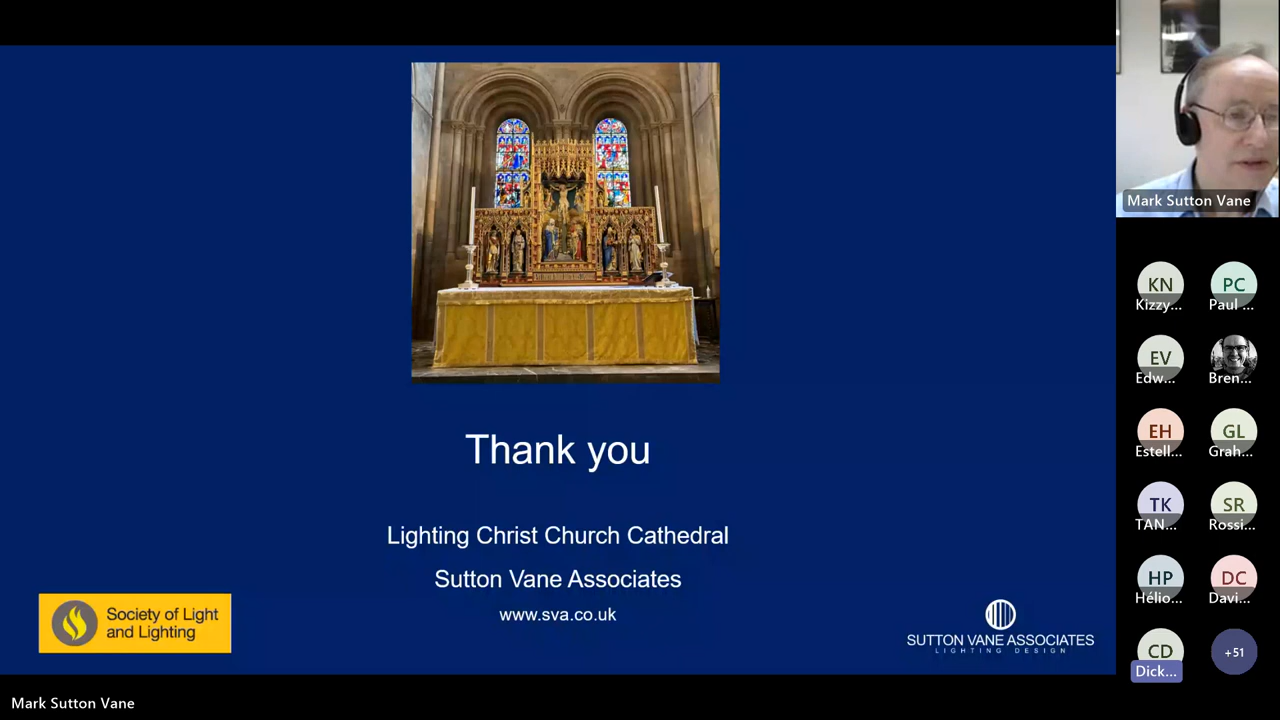 Thank you
Lighting Christ Church Cathedral
Sutton Vane Associates
www.sva.co.uk
Society of Light
and Lighting
SUTTON VANE ASSOCIATES
LIGHTING DESIGN
Mark Sutton Vane
Mark Sutton Vane
KN
Kizzy...
PC
Paul ...
EV
Edw...
Bren...
EH
Estell...
GL
Grah...
TK
TAN...
SR
Rossi...
HP
Hélio...
DC
Davi...
CD
Dick...
+51